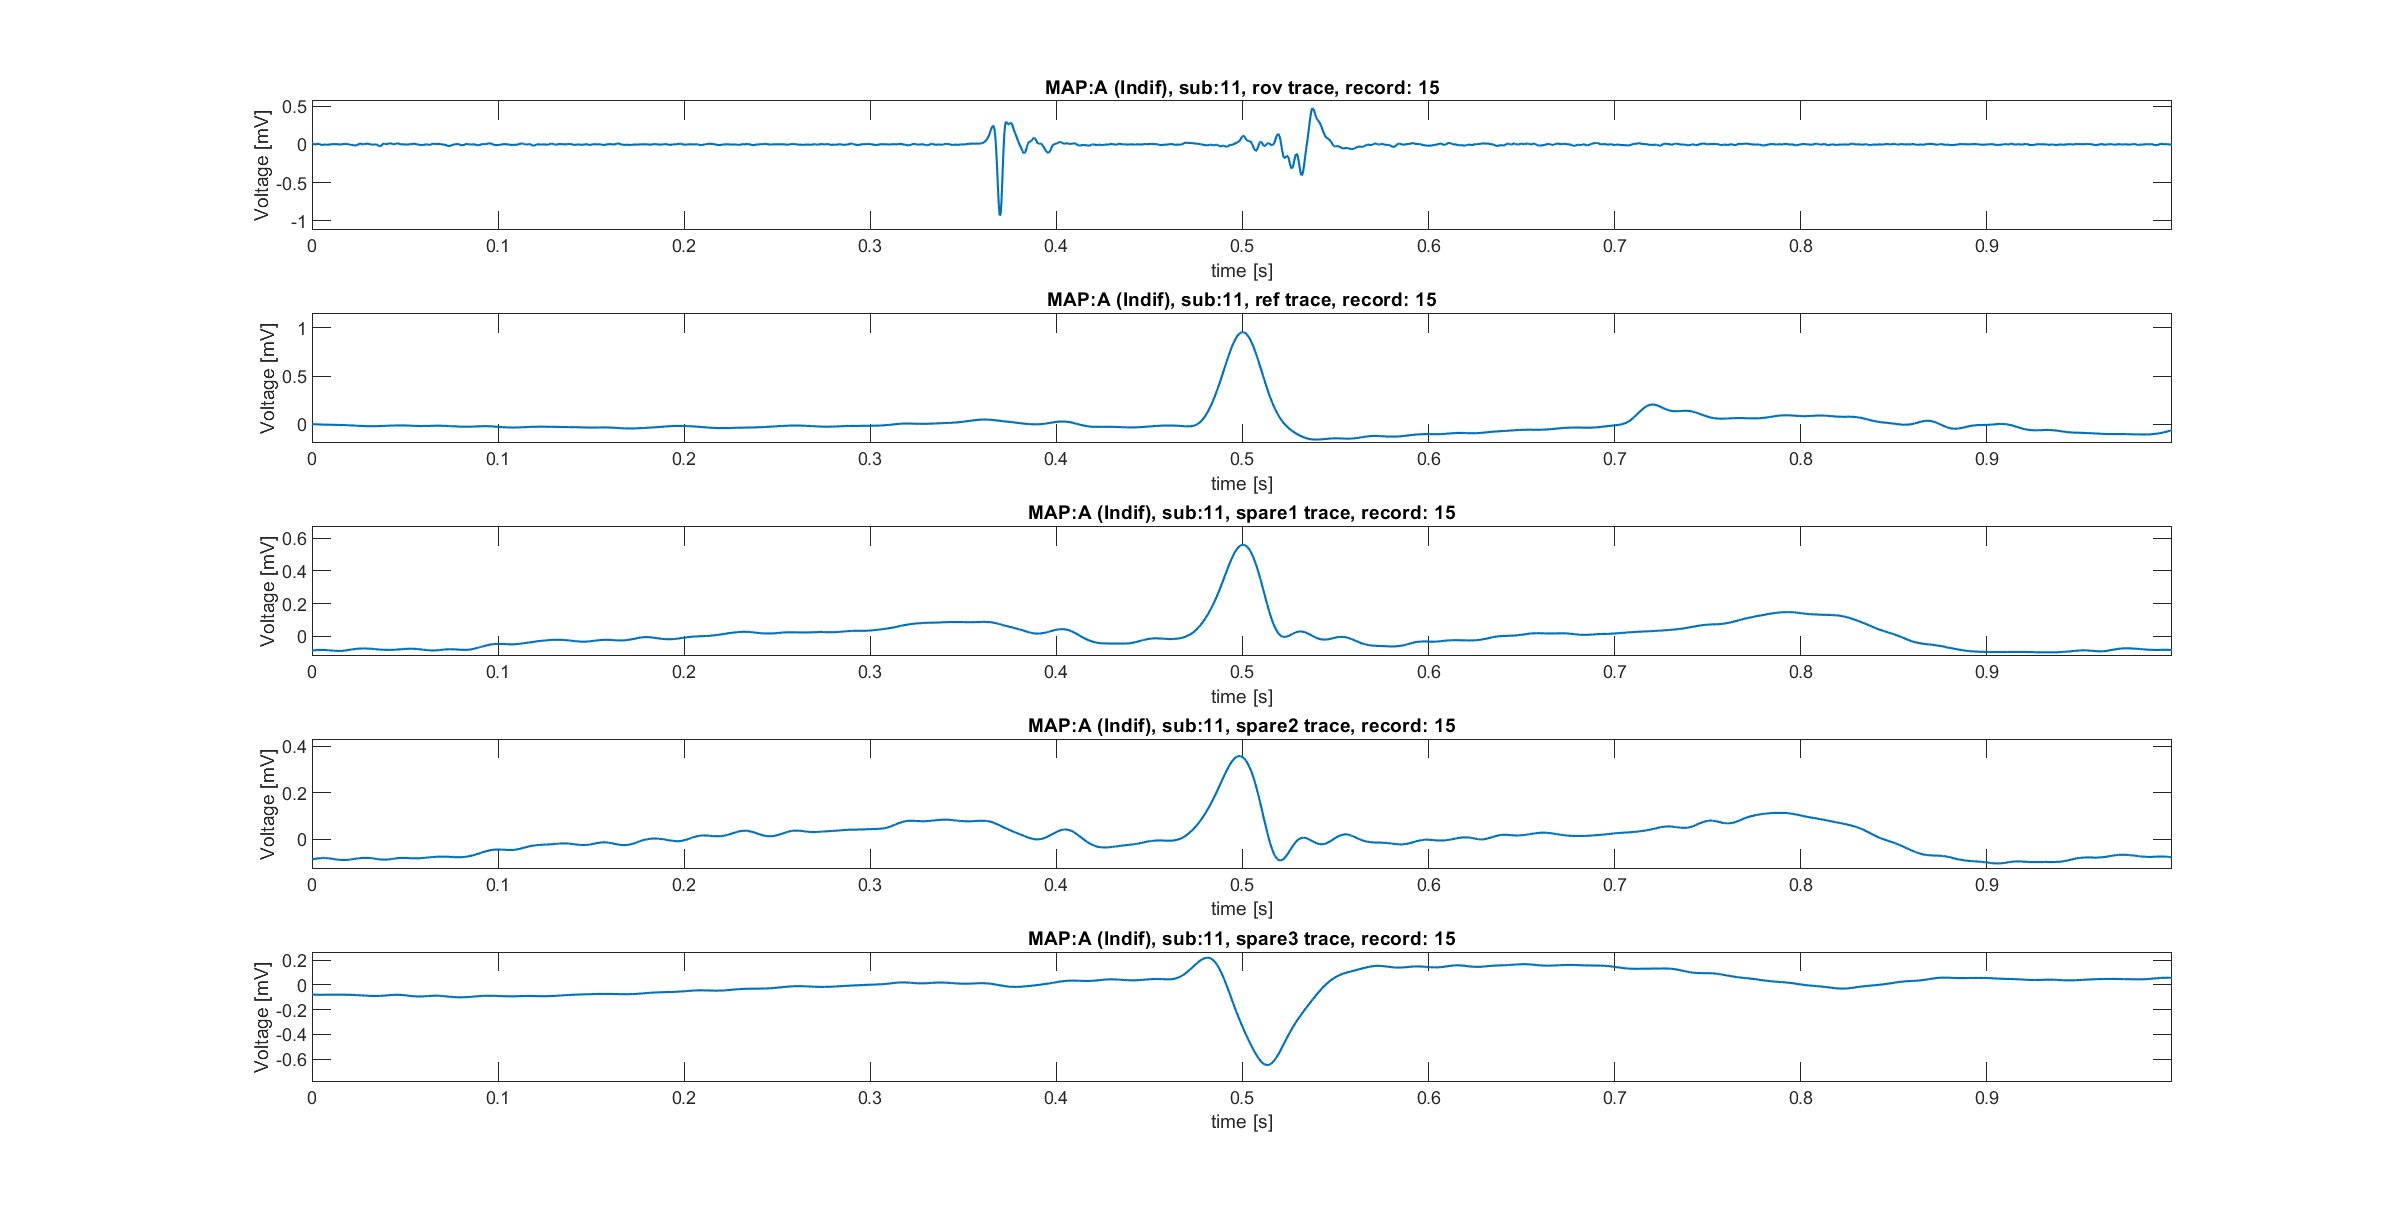 MAP:A (Indif), sub:11, rov trace, record: 15
Voltage [mV]
0.5
0
-0.5
-1
0 0.1 0.2 0.3 0.4 0.5 0.6 0.7 0.8 0.9
time [s]
MAP:A (Indif), sub:11, ref trace, record: 15
Voltage [mV]
1
0.5
0
0 0.1 0.2 0.3 0.4 0.5 0.6 0.7 0.8 0.9
time [s]
MAP:A (Indif), sub:11, spare1 trace, record: 15
Voltage [mV]
0.6
0.4
0.2
0
0 0.1 0.2 0.3 0.4 0.5 0.6 0.7 0.8 0.9
time [s]
MAP:A (Indif), sub:11, spare2 trace, record: 15
Voltage [mV]
0.4
0.2
0
0 0.1 0.2 0.3 0.4 0.5 0.6 0.7 0.8 0.9
time [s]
MAP:A (Indif), sub:11, spare3 trace, record: 15
Voltage [mV]
0.2
0
-0.2
-0.4
-0.6
0 0.1 0.2 0.3 0.4 0.5 0.6 0.7 0.8 0.9
time [s]